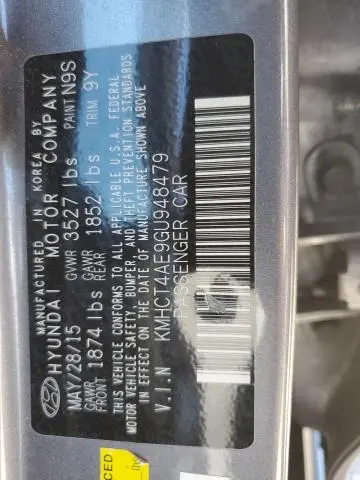 MANUFACTURED IN KOREA BY
HYUNDAI MOTOR COMPANY
MAY/28/15 GVWR 3527 lbs PAINT N9S
GAWR FRONT 1874 lbs GAWR REAR 1852 lbs TRIM 9Y
THIS VEHICLE CONFORMS TO ALL APPLICABLE U.S.A. FEDERAL
MOTOR VEHICLE SAFETY, BUMPER, AND THEFT PREVENTION STANDARDS
IN EFFECT ON THE DATE OF MANUFACTURE SHOWN ABOVE
V.I.N KMHCT4AE9GU948479
PASSENGER CAR